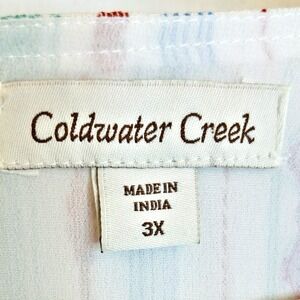 Coldwater Creek
MADE IN
INDIA
3X